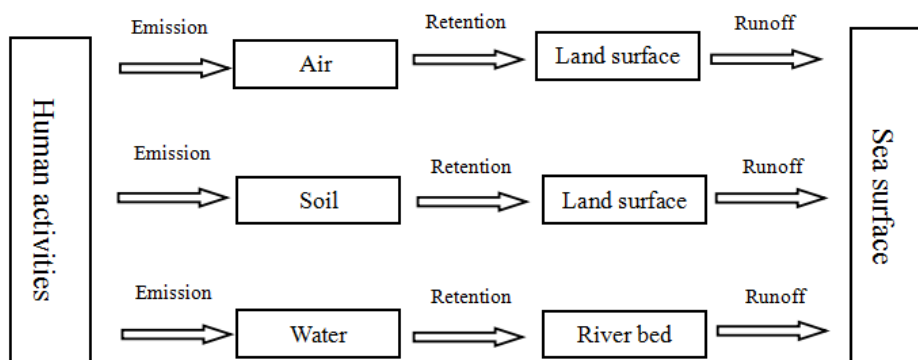 Human activities
Emission
Air
Retention
Land surface
Runoff
Emission
Soil
Retention
Land surface
Runoff
Emission
Water
Retention
River bed
Runoff
Sea surface